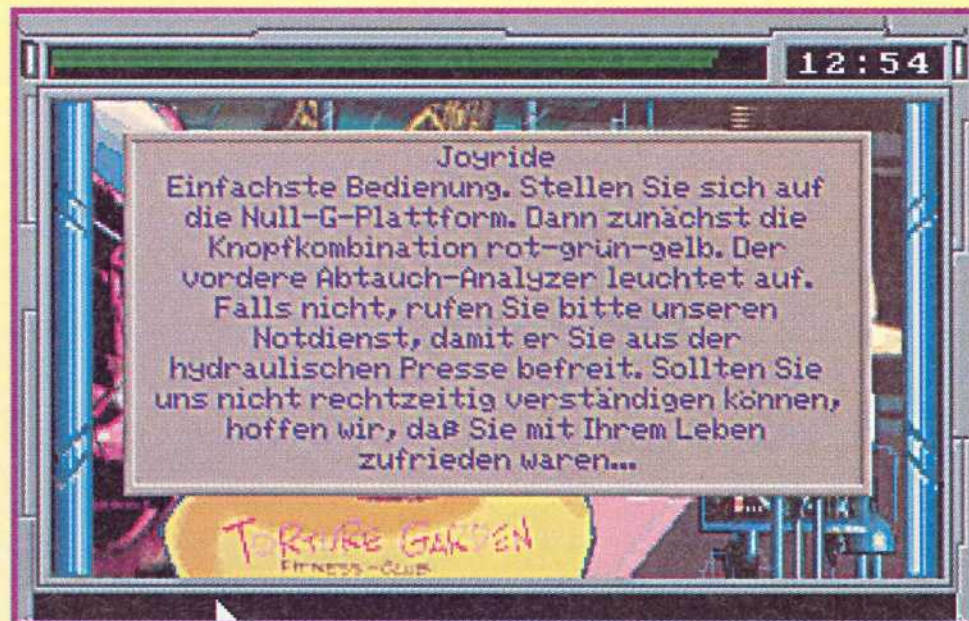 12:54
Joyride
Einfachste Bedienung. Stellen Sie sich auf
die Null-G-Plattform. Dann zunächst die
Knopfkombination rot-grün-gelb. Der
vordere Abtauch-Analyzer leuchtet auf.
Falls nicht, rufen Sie bitte unseren
Notdienst, damit er Sie aus der
hydraulischen Presse befreit. Sollten Sie
uns nicht rechtzeitig verständigen können,
hoffen wir, daß Sie mit Ihrem Leben
zufrieden waren...
TORTURE GARDEN
FITNESS-CLUB